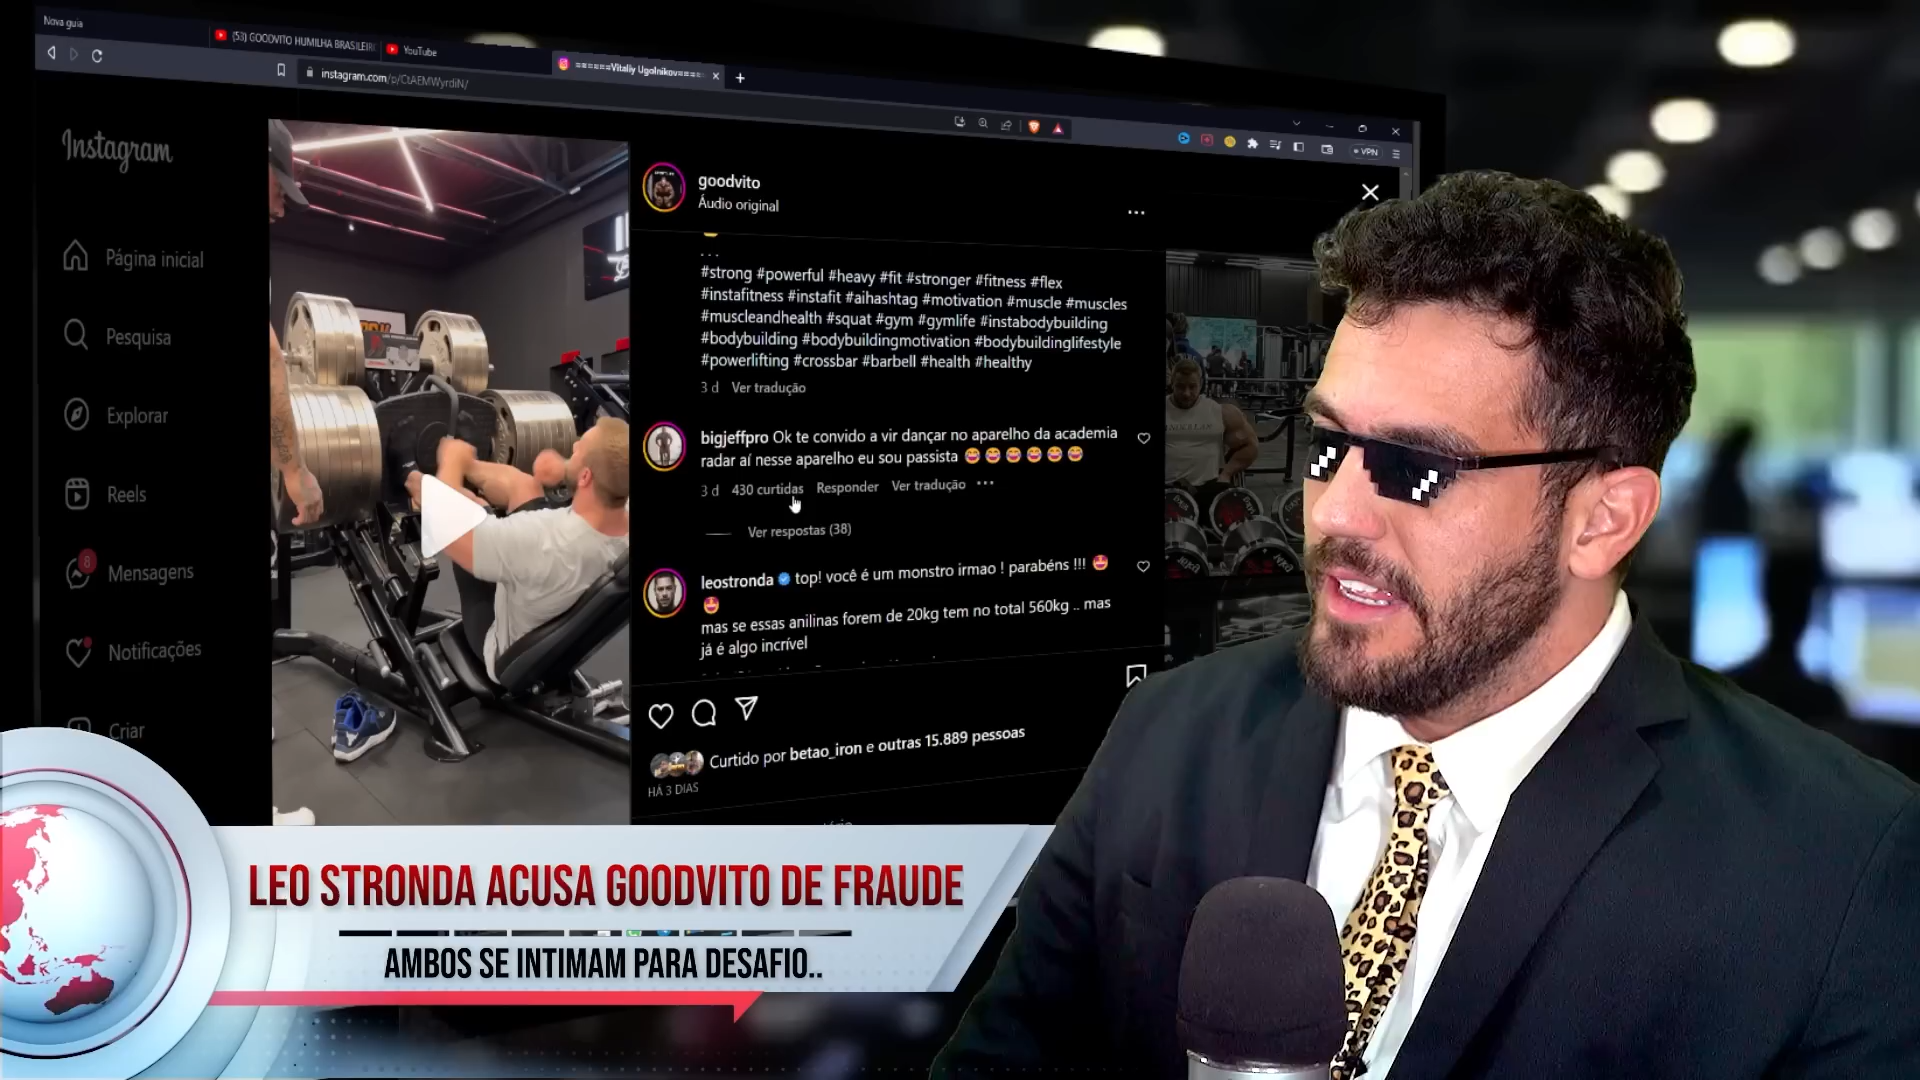 Nova guia
(53) GOODVITO HUMILHA BRASILEIR
YouTube
======Vitaliy Ugolnikov====
instagram.com/p/CtAEMWyrdiN/
VPN
Instagram
Página inicial
Pesquisa
Explorar
Reels
8
Mensagens
Notificações
Criar
goodvito
Áudio original
...
#strong #powerful #heavy #fit #stronger #fitness #flex
#instafitness #instafit #aihashtag #motivation #muscle #muscles
#muscleandhealth #squat #gym #gymlife #instabodybuilding
#bodybuilding #bodybuildingmotivation #bodybuildinglifestyle
#powerlifting #crossbar #barbell #health #healthy
3 d Ver tradução
bigjeffpro Ok te convido a vir dançar no aparelho da academia
radar aí nesse aparelho eu sou passista 😂😂😂😂😂😂
3 d 430 curtidas Responder Ver tradução ...
Ver respostas (38)
leostronda top! você é um monstro irmao ! parabéns !!! 🤩
🤩
mas se essas anilinas forem de 20kg tem no total 560kg .. mas
já é algo incrível
Curtido por betao_iron e outras 15.889 pessoas
HÁ 3 DIAS
LEO STRONDA ACUSA GOODVITO DE FRAUDE
AMBOS SE INTIMAM PARA DESAFIO..